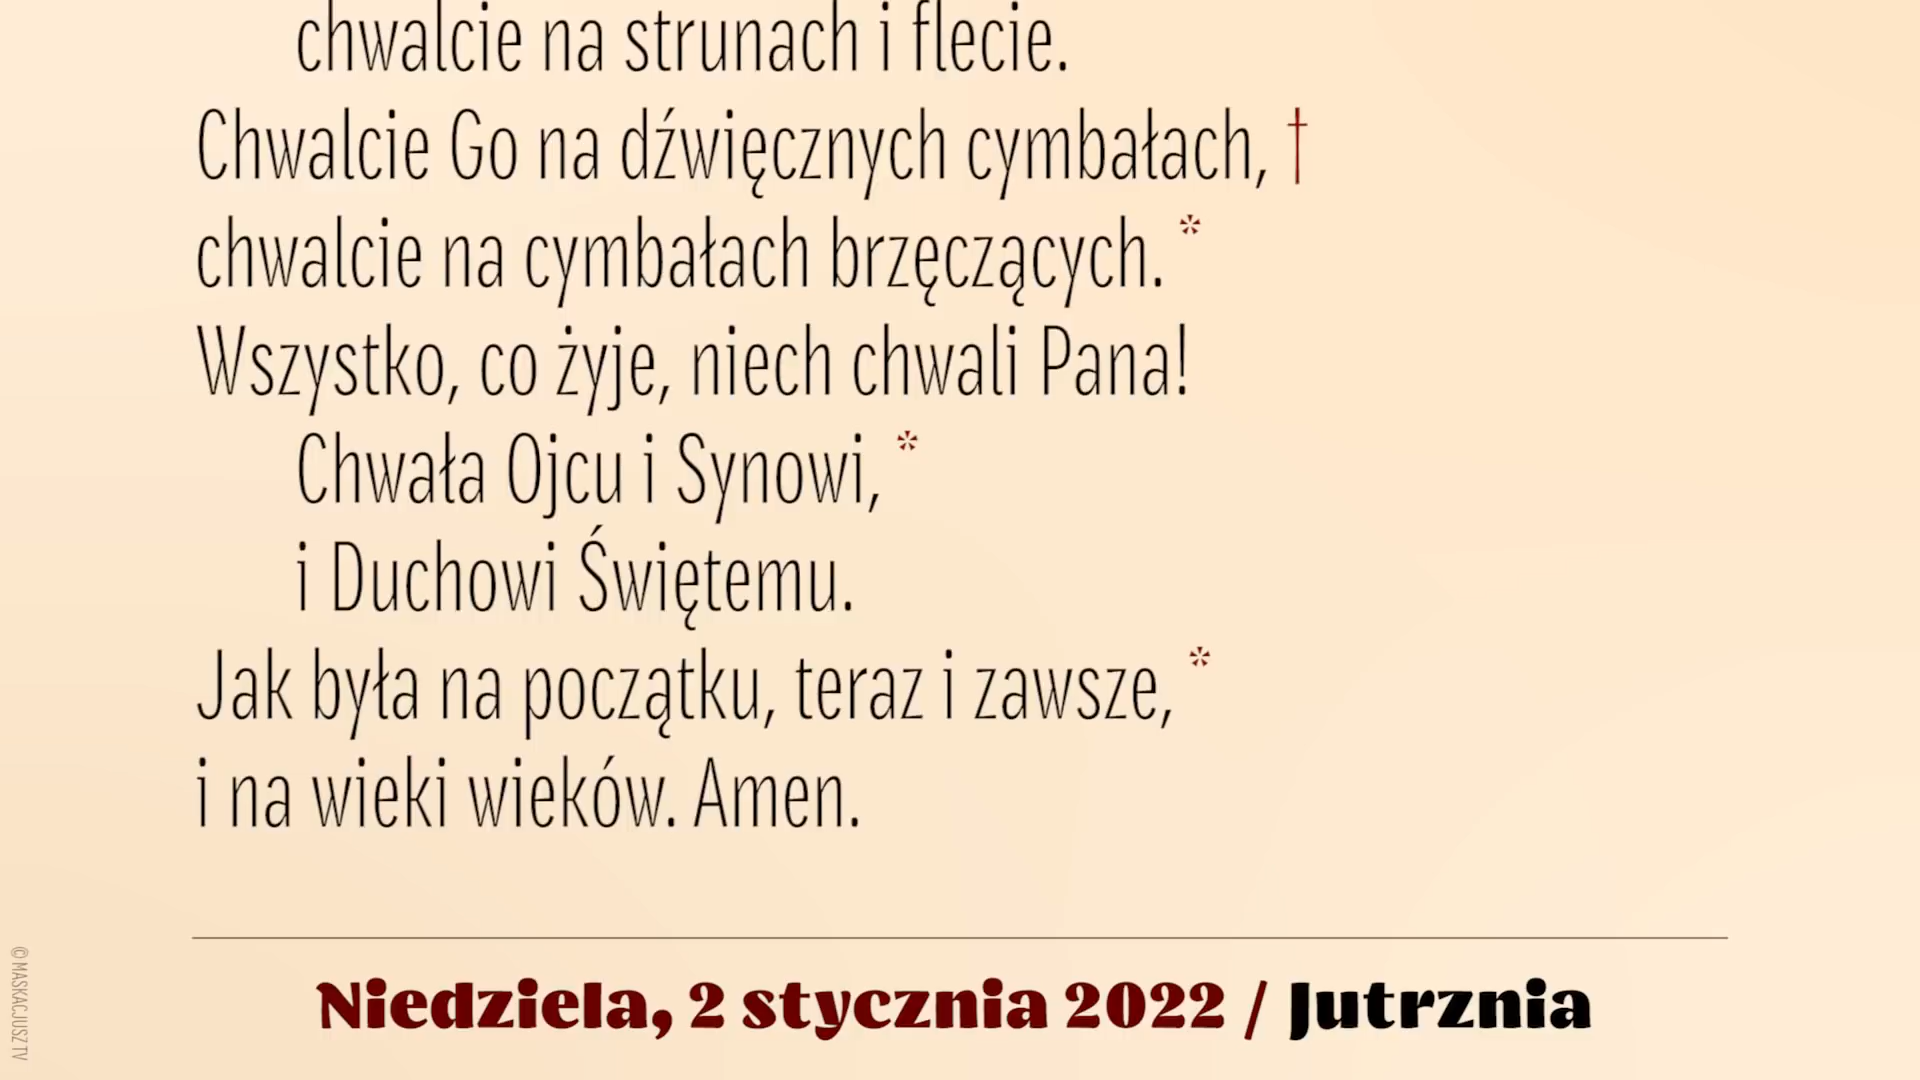 chwalcie na strunach i flecie.
Chwalcie Go na dźwięcznych cymbałach, †
chwalcie na cymbałach brzęczących. *
Wszystko, co żyje, niech chwali Pana!
Chwała Ojcu i Synowi, *
i Duchowi Świętemu.
Jak była na początku, teraz i zawsze, *
i na wieki wieków. Amen.
Niedziela, 2 stycznia 2022 / Jutrznia
© MASKACJUSZ TV